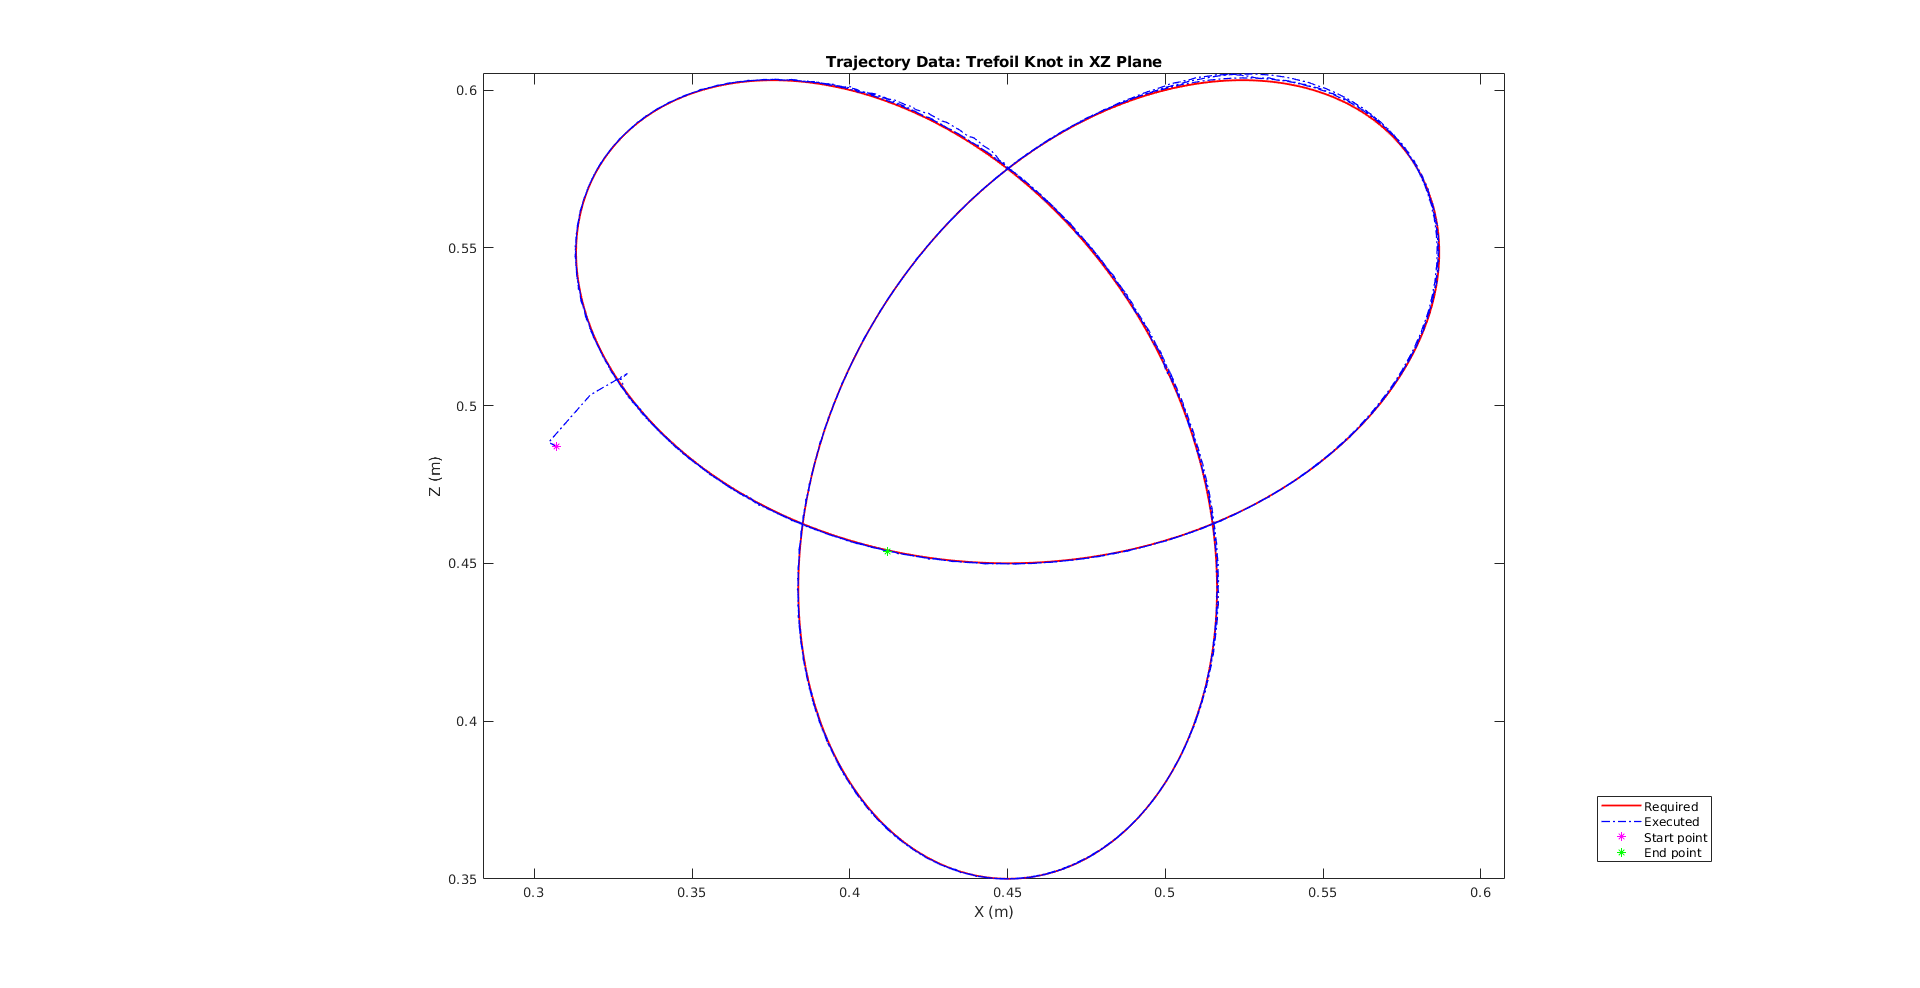 Trajectory Data: Trefoil Knot in XZ Plane
0.6
0.55
0.5
0.45
0.4
0.35
Z (m)
0.3
0.35
0.4
0.45
0.5
0.55
0.6
X (m)
Required
Executed
Start point
End point